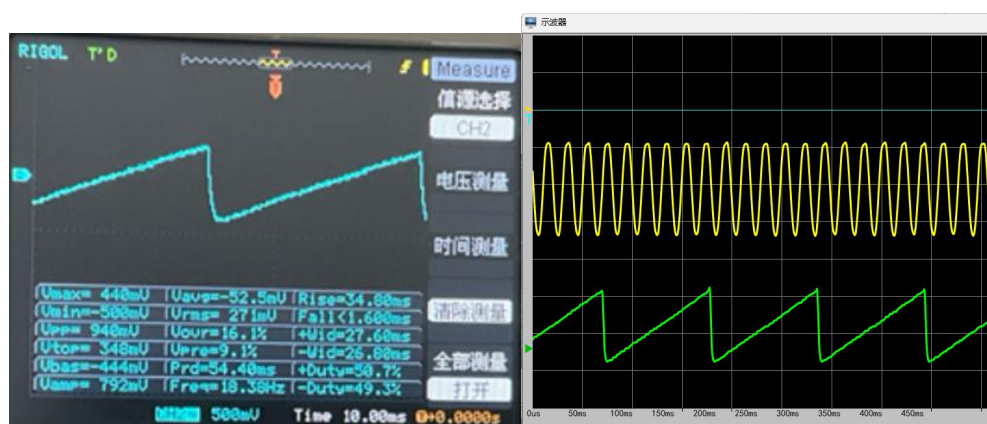 RIGOL T'D
T
Measure
信源选择
CH2
电压测量
时间测量
清除测量
全部测量
打开
Vmax= 440mV Vavg=-52.5mV Rise=34.80ms
Vmin=-500mV Vrms= 271mV Fall<1.600ms
Vpp= 940mV Vovr=16.1% +Wid=27.60ms
Vtop= 348mV Vpre=9.1% -Wid=26.80ms
Vbas=-444mV Prd=54.40ms +Duty=50.7%
Vamp= 792mV Freq=18.38Hz -Duty=49.3%
500mV Time 10.00ms +0.0000s
示波器
T
0us 50ms 100ms 150ms 200ms 250ms 300ms 350ms 400ms 450ms